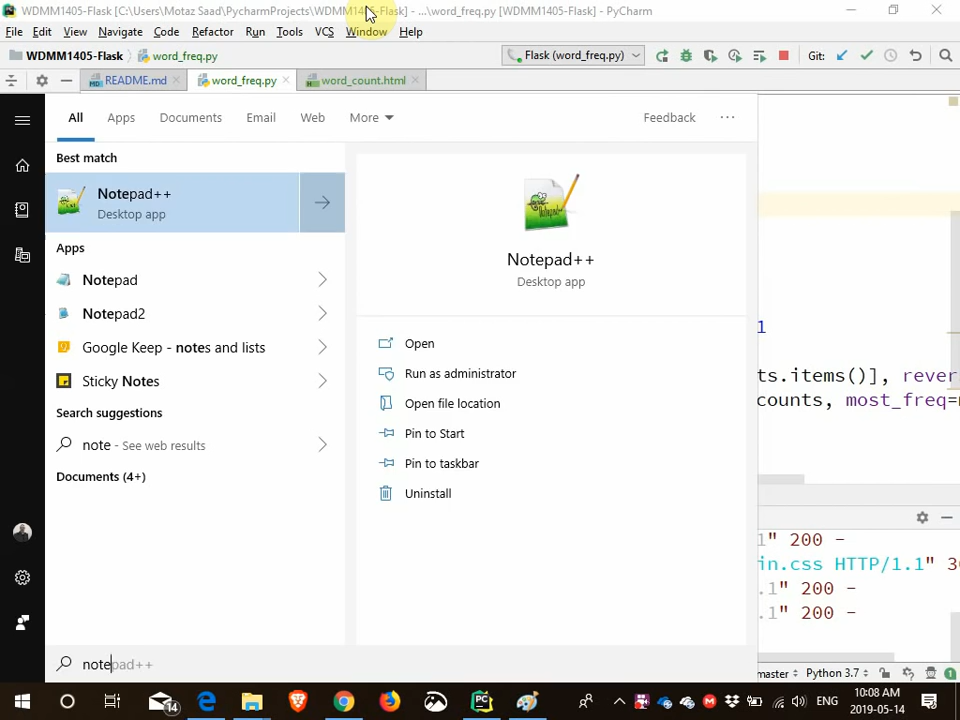 WDMM1405-Flask [C:\Users\Motaz Saad\PycharmProjects\WDMM1405-Flask] - ...\word_freq.py [WDMM1405-Flask] - PyCharm
File Edit View Navigate Code Refactor Run Tools VCS Window Help
WDMM1405-Flask word_freq.py Flask (word_freq.py) Git:
README.md word_freq.py word_count.html
All Apps Documents Email Web More Feedback
Best match
Notepad++
Desktop app
Apps
Notepad
Notepad2
Google Keep - notes and lists
Sticky Notes
Search suggestions
note - See web results
Documents (4+)
Notepad++
Desktop app
Open
Run as administrator
Open file location
Pin to Start
Pin to taskbar
Uninstall
1
ts.items()], rever
counts, most_freq=
1" 200 -
in.css HTTP/1.1" 3
.1" 200 -
.1" 200 -
notepad++
master Python 3.7 1
14 ENG 10:08 AM
2019-05-14